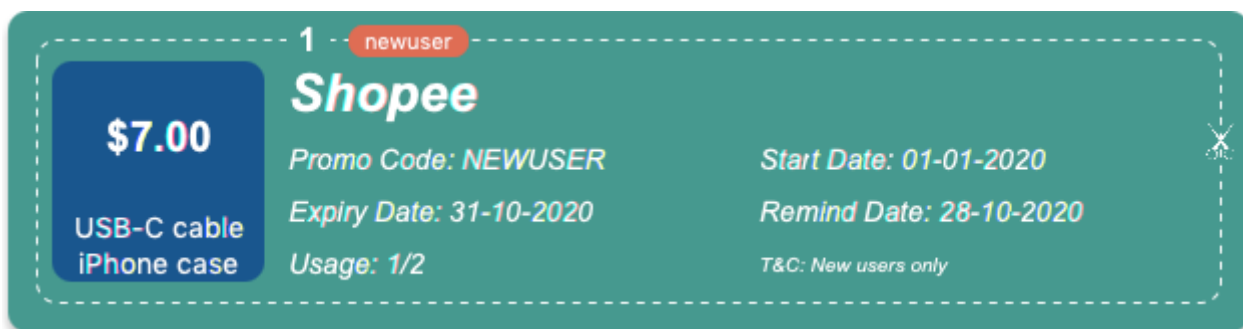 1 newuser
Shopee
$7.00
USB-C cable
iPhone case
Promo Code: NEWUSER
Start Date: 01-01-2020
Expiry Date: 31-10-2020
Remind Date: 28-10-2020
Usage: 1/2
T&C: New users only